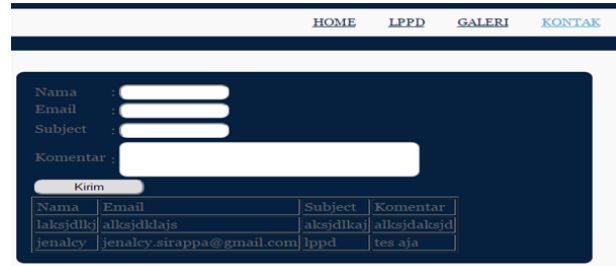 HOME LPPD GALERI KONTAK
Nama :
Email :
Subject :
Komentar :
Kirim
Nama Email Subject Komentar
laksjdlkj alksjdklajs aksjdlkaj alksjdaksjd
jenalcy jenalcy.sirappa@gmail.com lppd tes aja